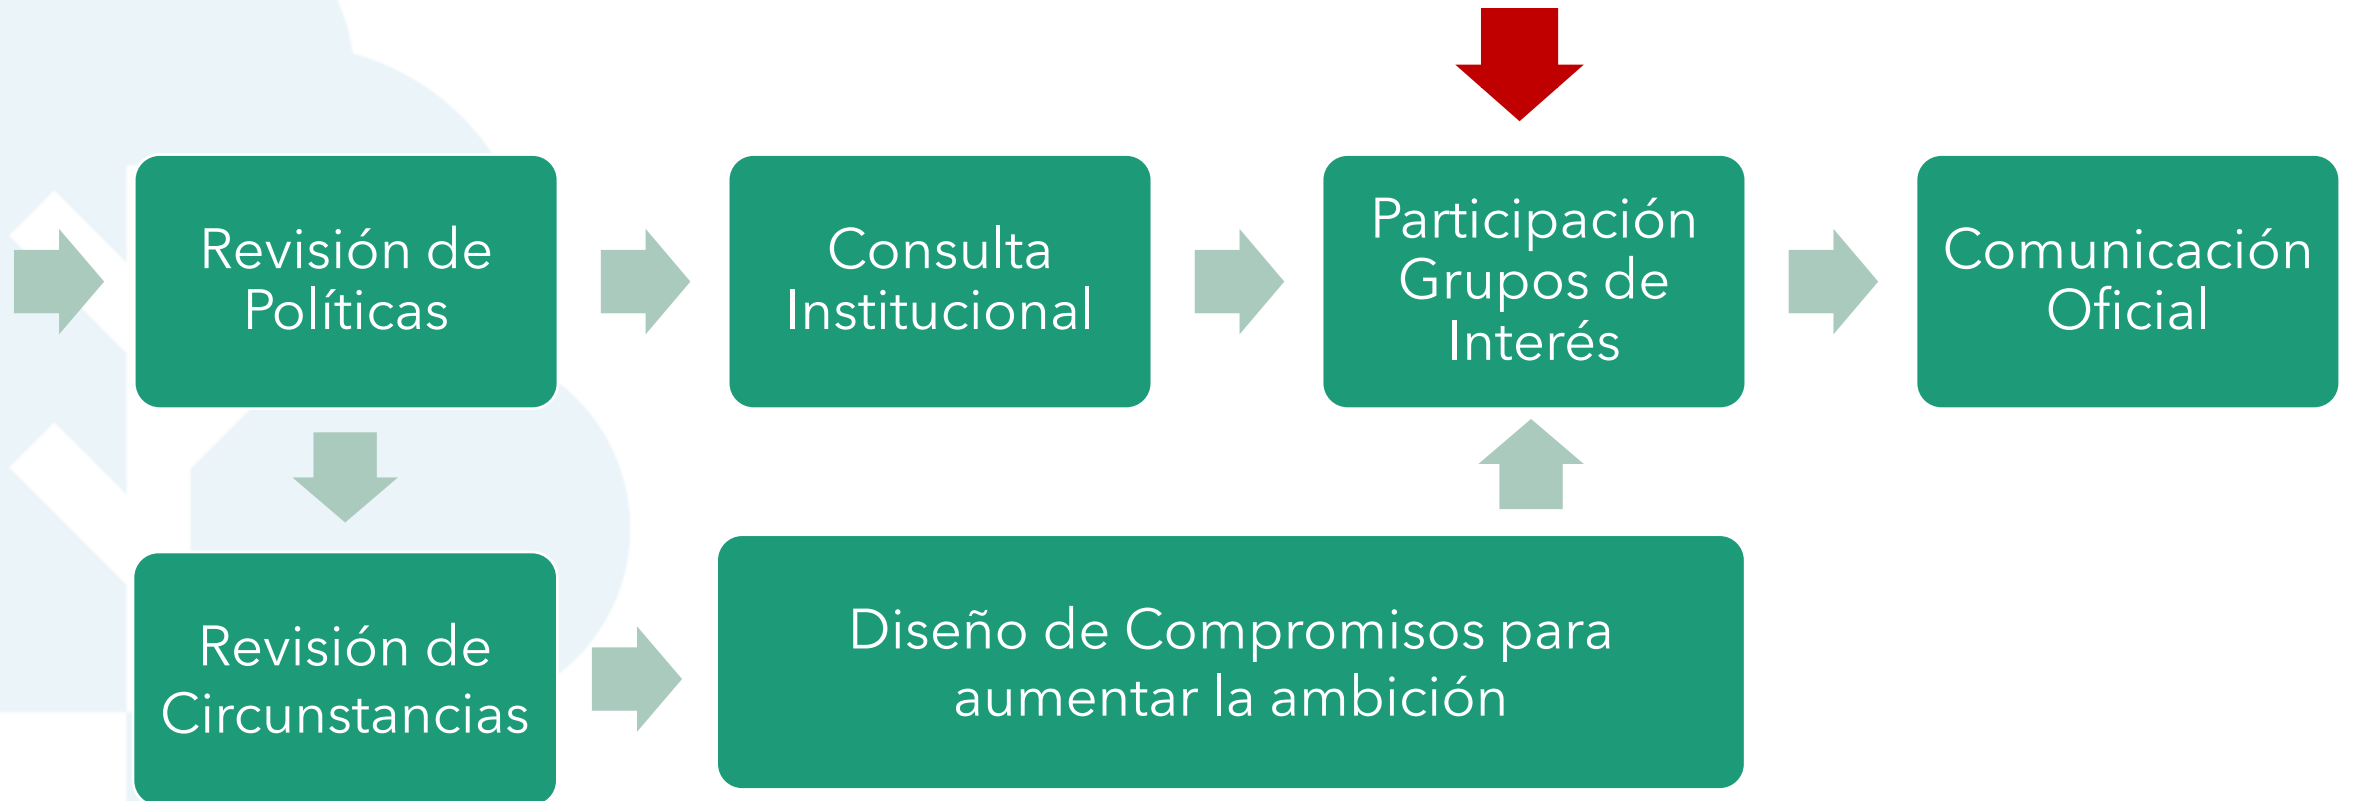 Revisión de
Políticas
Consulta
Institucional
Participación
Grupos de
Interés
Comunicación
Oficial
Revisión de
Circunstancias
Diseño de Compromisos para
aumentar la ambición